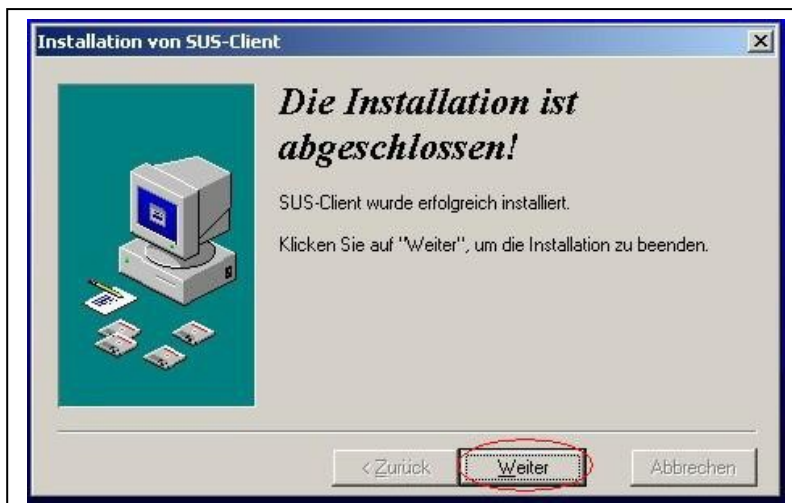 Installation von SUS-Client
Die Installation ist
abgeschlossen!
SUS-Client wurde erfolgreich installiert.
Klicken Sie auf "Weiter", um die Installation zu beenden.
< Zurück
Weiter
Abbrechen